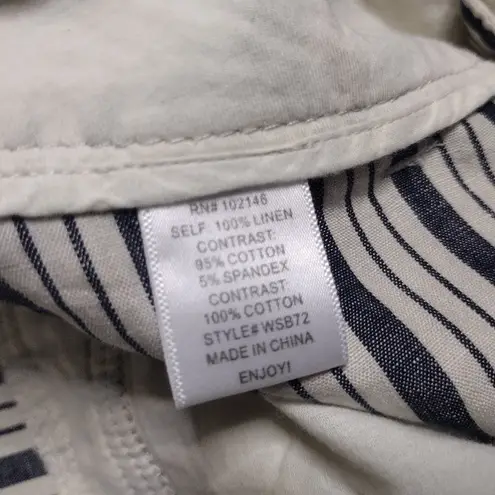 RN# 102146
SELF: 100% LINEN
CONTRAST:
95% COTTON
5% SPANDEX
CONTRAST:
100% COTTON
STYLE# WSB72
MADE IN CHINA
ENJOY!